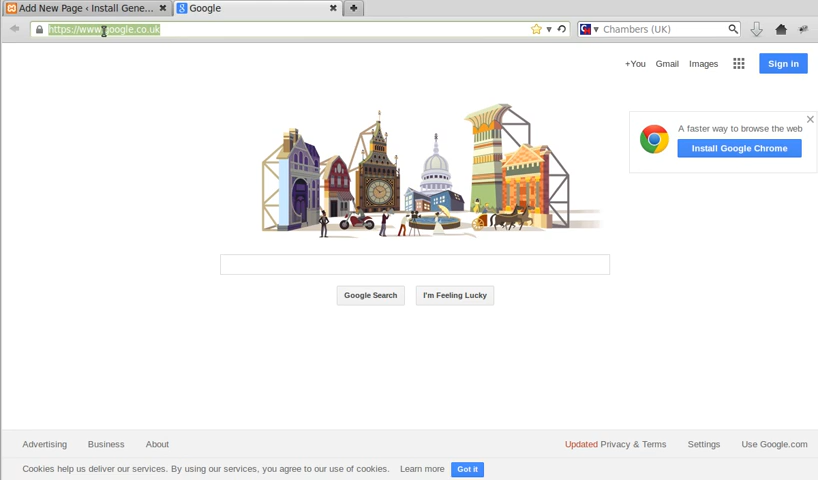 Add New Page ‹ Install Gene...
Google
https://www.google.co.uk
Chambers (UK)
+You Gmail Images Sign in
A faster way to browse the web
Install Google Chrome
Google Search I'm Feeling Lucky
Advertising Business About Updated Privacy & Terms Settings Use Google.com
Cookies help us deliver our services. By using our services, you agree to our use of cookies. Learn more Got it